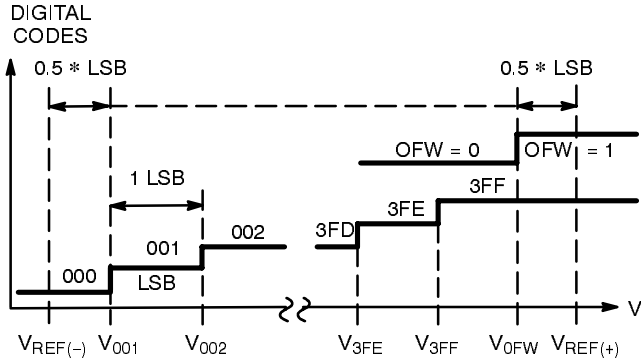 DIGITAL
CODES
0.5 * LSB
0.5 * LSB
OFW = 0
OFW = 1
1 LSB
3FF
3FE
3FD
002
001
000
LSB
V
VREF(–)
V001
V002
V3FE
V3FF
V0FW
VREF(+)